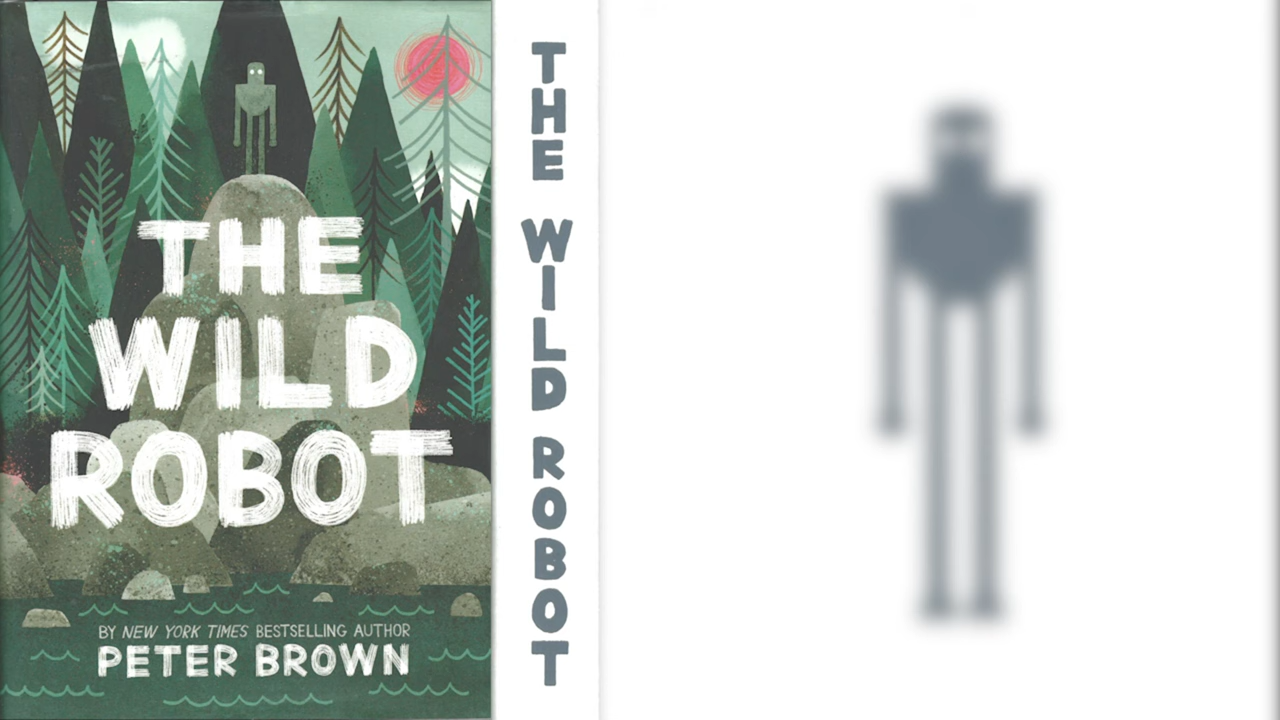 THE
WILD
ROBOT
BY NEW YORK TIMES BESTSELLING AUTHOR
PETER BROWN
THE WILD ROBOT